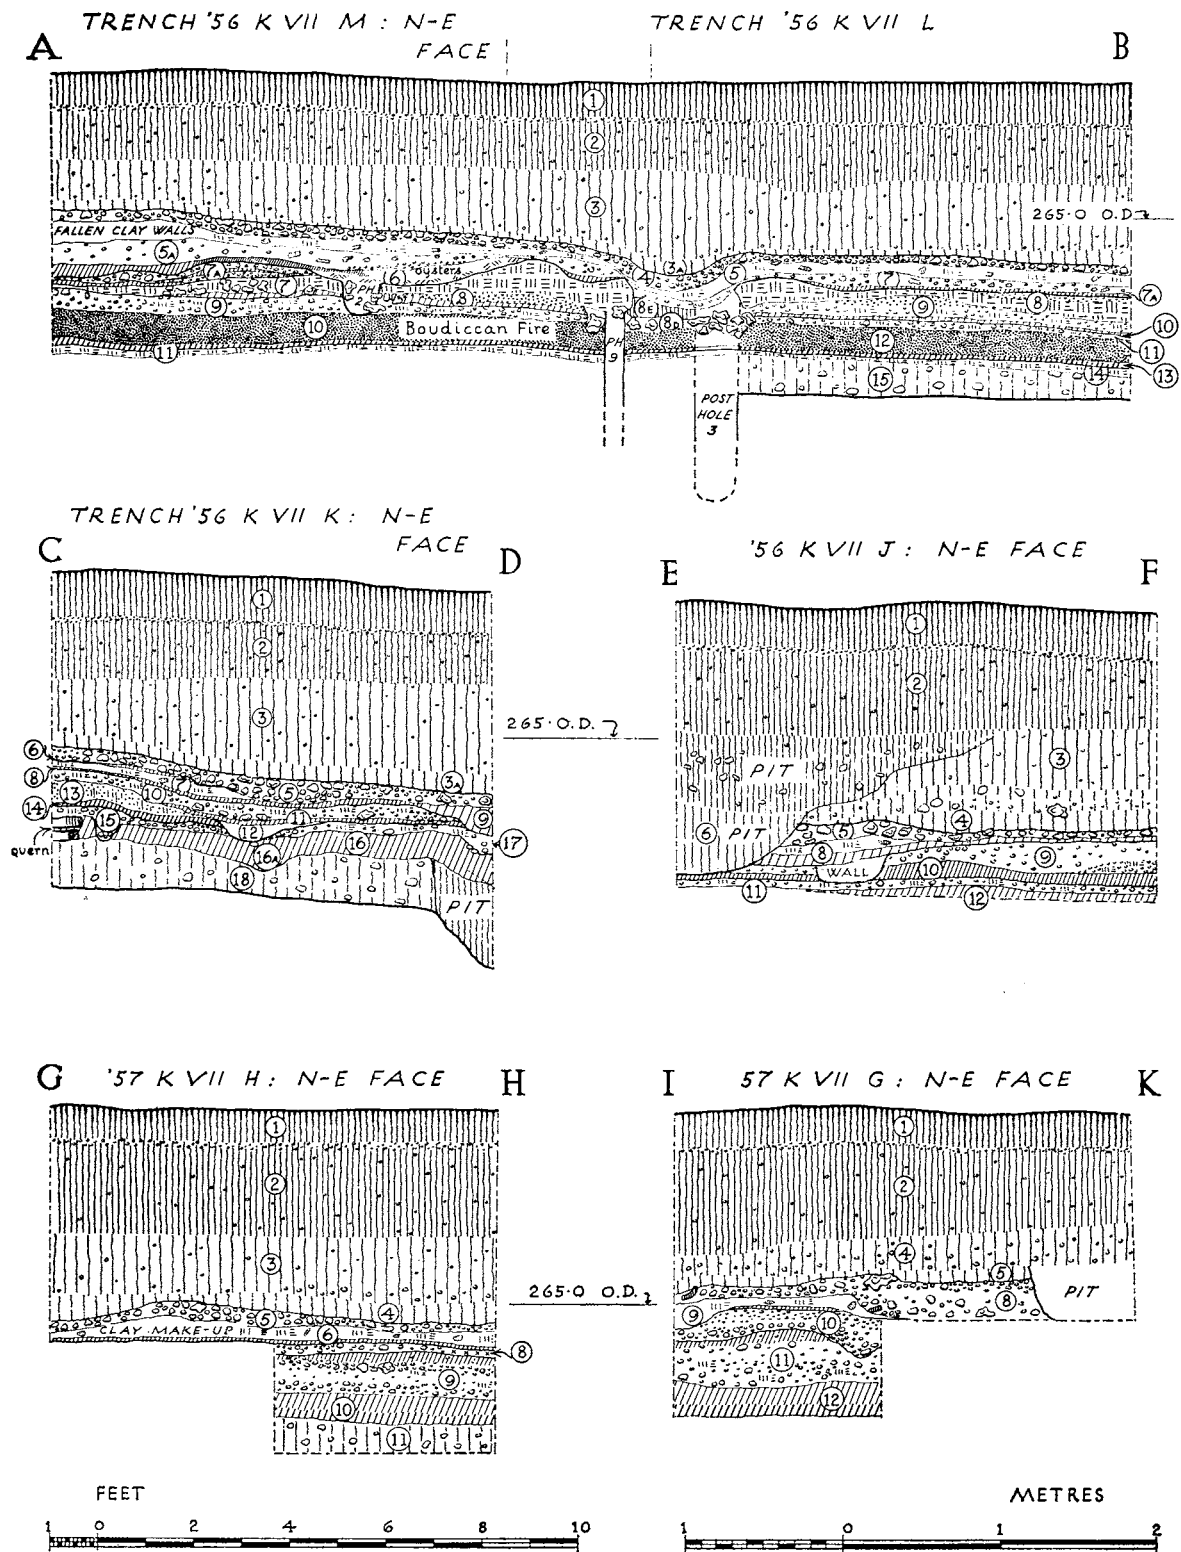 TRENCH '56 K VII M : N-E
FACE
TRENCH '56 K VII L
A
B
1
2
3
265·0 O.D.
FALLEN CLAY WALLS
5A
7A
7
6
oysters
4
3A
5
7
PH
2
8
8E
8D
9
8
7A
9
10
Boudiccan Fire
12
10
11
11
PH
9
15
14
13
POST
HOLE
3
TRENCH '56 K VII K : N-E
FACE
C
D
1
2
3
6
8
13
14
quern
7
10
5
3A
11
9
15
12
16
16A
17
18
PIT
265·O.D.
'56 K VII J : N-E FACE
E
F
1
2
PIT
3
6
PIT
5
4
8
9
WALL
10
11
12
G
'57 K VII H : N-E FACE
H
1
2
3
5
4
CLAY MAKE-UP
6
8
9
10
11
265·0 O.D.
I
57 K VII G : N-E FACE
K
1
2
4
5
PIT
8
9
10
11
12
FEET
1 0 2 4 6 8 10
METRES
1 0 1 2